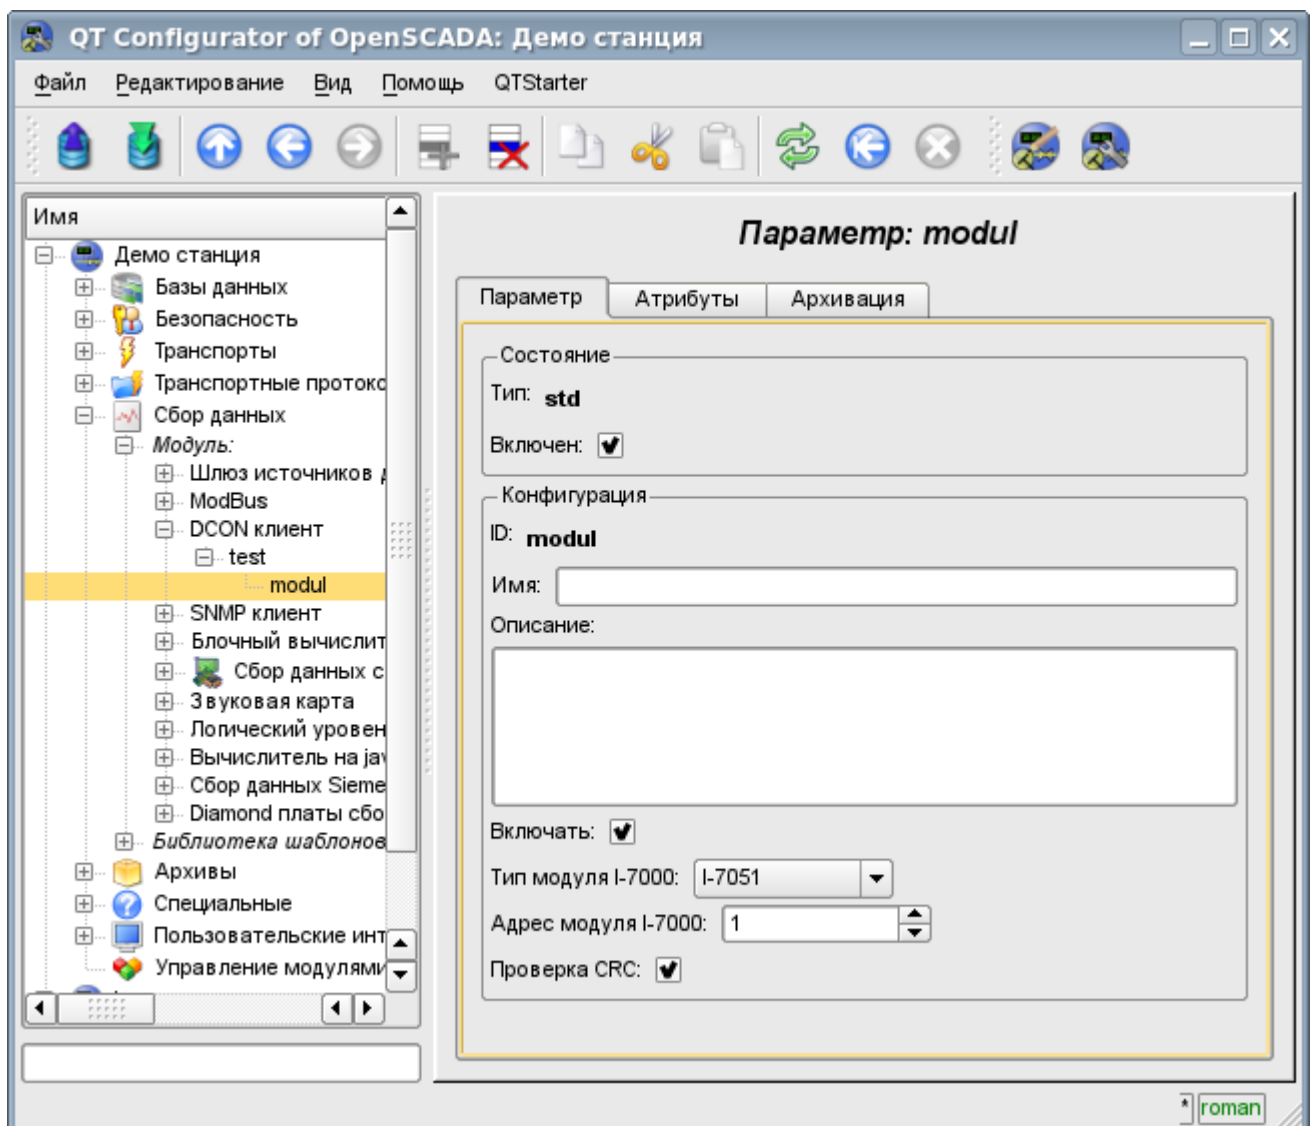 QT Configurator of OpenSCADA: Демо станция
Файл Редактирование Вид Помощь QTStarter
Имя
Демо станция
Базы данных
Безопасность
Транспорты
Транспортные протоко
Сбор данных
Модуль:
Шлюз источников д
ModBus
DCON клиент
test
modul
SNMP клиент
Блочный вычислит
Сбор данных с
Звуковая карта
Логический уровен
Вычислитель на jav
Сбор данных Sieme
Diamond платы сбо
Библиотека шаблонов
Архивы
Специальные
Пользовательские инт
Управление модулями
Параметр: modul
Параметр Атрибуты Архивация
Состояние
Тип: std
Включен:
Конфигурация
ID: modul
Имя:
Описание:
Включать:
Тип модуля I-7000: I-7051
Адрес модуля I-7000: 1
Проверка CRC:
* roman